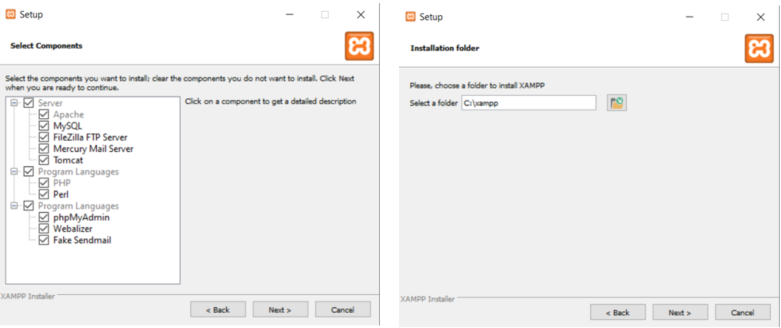 Setup
Select Components
Select the components you want to install; clear the components you do not want to install. Click Next
when you are ready to continue.
Server
Apache
MySQL
FileZilla FTP Server
Mercury Mail Server
Tomcat
Program Languages
PHP
Perl
Program Languages
phpMyAdmin
Webalizer
Fake Sendmail
Click on a component to get a detailed description
XAMPP Installer
< Back
Next >
Cancel
Setup
Installation folder
Please, choose a folder to install XAMPP
Select a folder C:\xampp
XAMPP Installer
< Back
Next >
Cancel